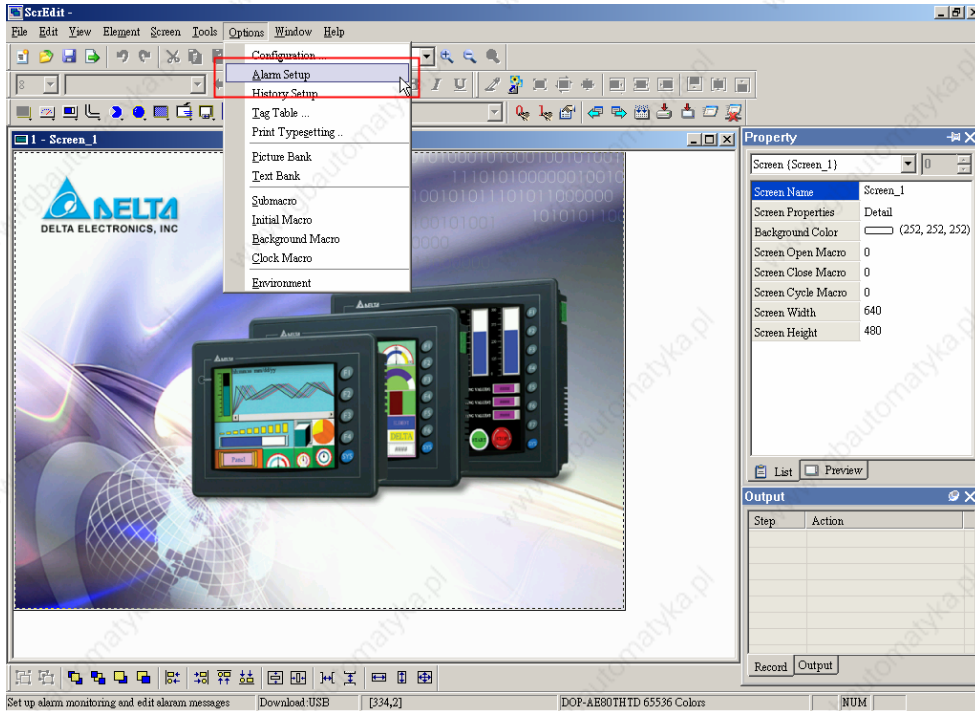 ScrEdit -
File Edit View Element Screen Tools Options Window Help
Configuration ...
Alarm Setup
History Setup
Tag Table ...
Print Typegetting ..
Picture Bank
Text Bank
Submacro
Initial Macro
Background Macro
Clock Macro
Environment
8
I U
1 - Screen_1
DELTA
DELTA ELECTRONICS, INC
Property
Screen {Screen_1} 0
Screen Name Screen_1
Screen Properties Detail
Background Color (252, 252, 252)
Screen Open Macro 0
Screen Close Macro 0
Screen Cycle Macro 0
Screen Width 640
Screen Height 480
List Preview
Output
Step Action
Record Output
Set up alarm monitoring and edit alaram messages Download:USB [334,2] DOP-AE80THTD 65536 Colors NUM